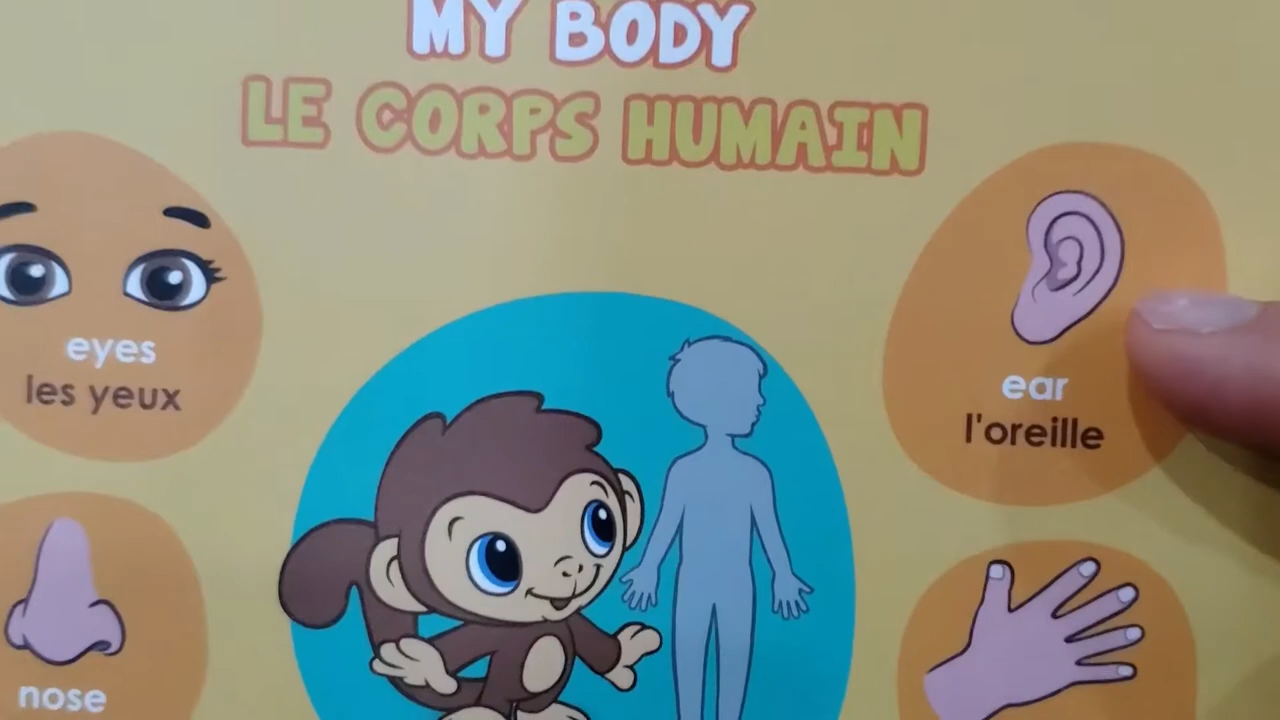 MY BODY
LE CORPS HUMAIN
eyes
les yeux
ear
l'oreille
nose